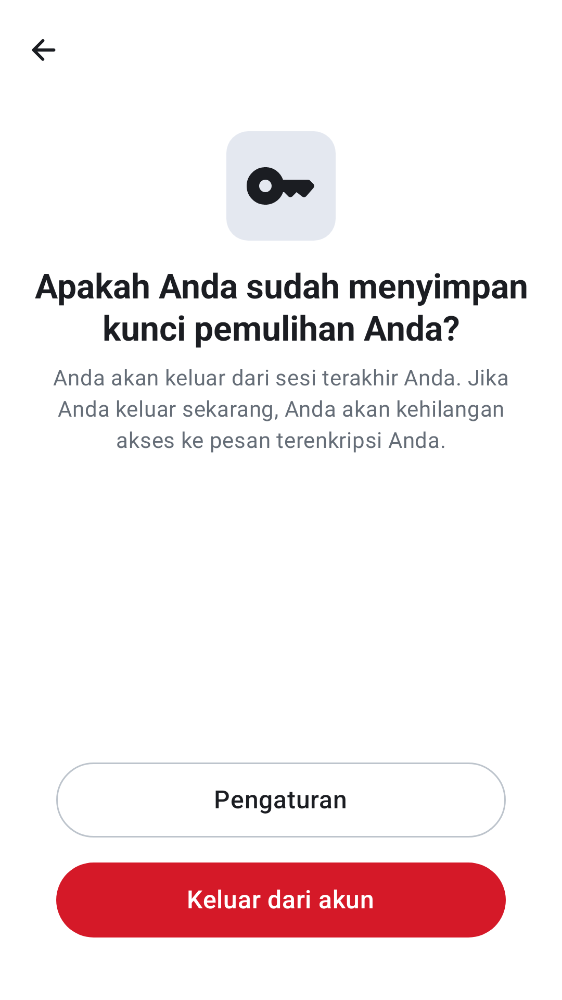 Apakah Anda sudah menyimpan
kunci pemulihan Anda?
Anda akan keluar dari sesi terakhir Anda. Jika
Anda keluar sekarang, Anda akan kehilangan
akses ke pesan terenkripsi Anda.
Pengaturan
Keluar dari akun